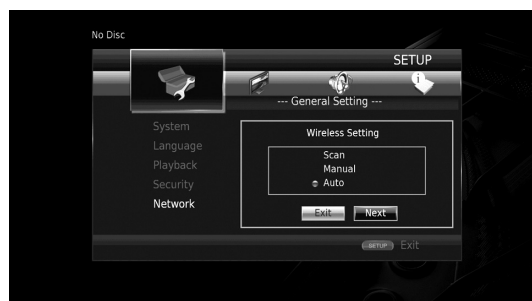 No Disc
SETUP
--- General Setting ---
System
Language
Playback
Security
Network
Wireless Setting
Scan
Manual
Auto
Exit Next
SETUP Exit